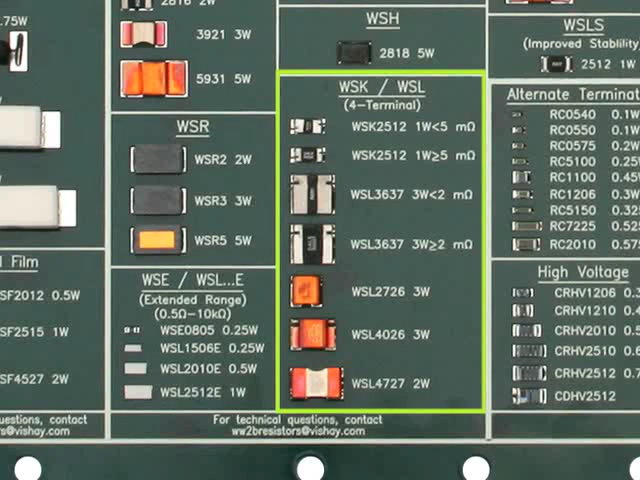 2816 2W
3921 3W
5931 5W
.75W
WSR
WSR2 2W
WSR3 3W
WSR5 5W
WSE / WSL...E
(Extended Range)
(0.5Ω-10kΩ)
WSE0805 0.25W
WSL1506E 0.25W
WSL2010E 0.5W
WSL2512E 1W
Film
SF2012 0.5W
SF2515 1W
SF4527 2W
WSH
2818 5W
WSK / WSL
(4-Terminal)
WSK2512 1W<5 mΩ
WSK2512 1W≥5 mΩ
WSL3637 3W<2 mΩ
WSL3637 3W≥2 mΩ
WSL2726 3W
WSL4026 3W
WSL4727 2W
WSLS
(Improved Stability
2512 1W
Alternate Terminat
RC0540 0.1W
RC0550 0.1W
RC0575 0.2W
RC5100 0.25
RC1100 0.45
RC1206 0.3W
RC5150 0.32
RC7225 0.52
RC2010 0.57
High Voltage
CRHV1206 0.3
CRHV1210 0.4
CRHV2010 0.5
CRHV2510 0.6
CRHV2512 0.7
CDHV2512
uestions, contact
s@vishay.com
For technical questions, contact
ww2bresistors@vishay.com